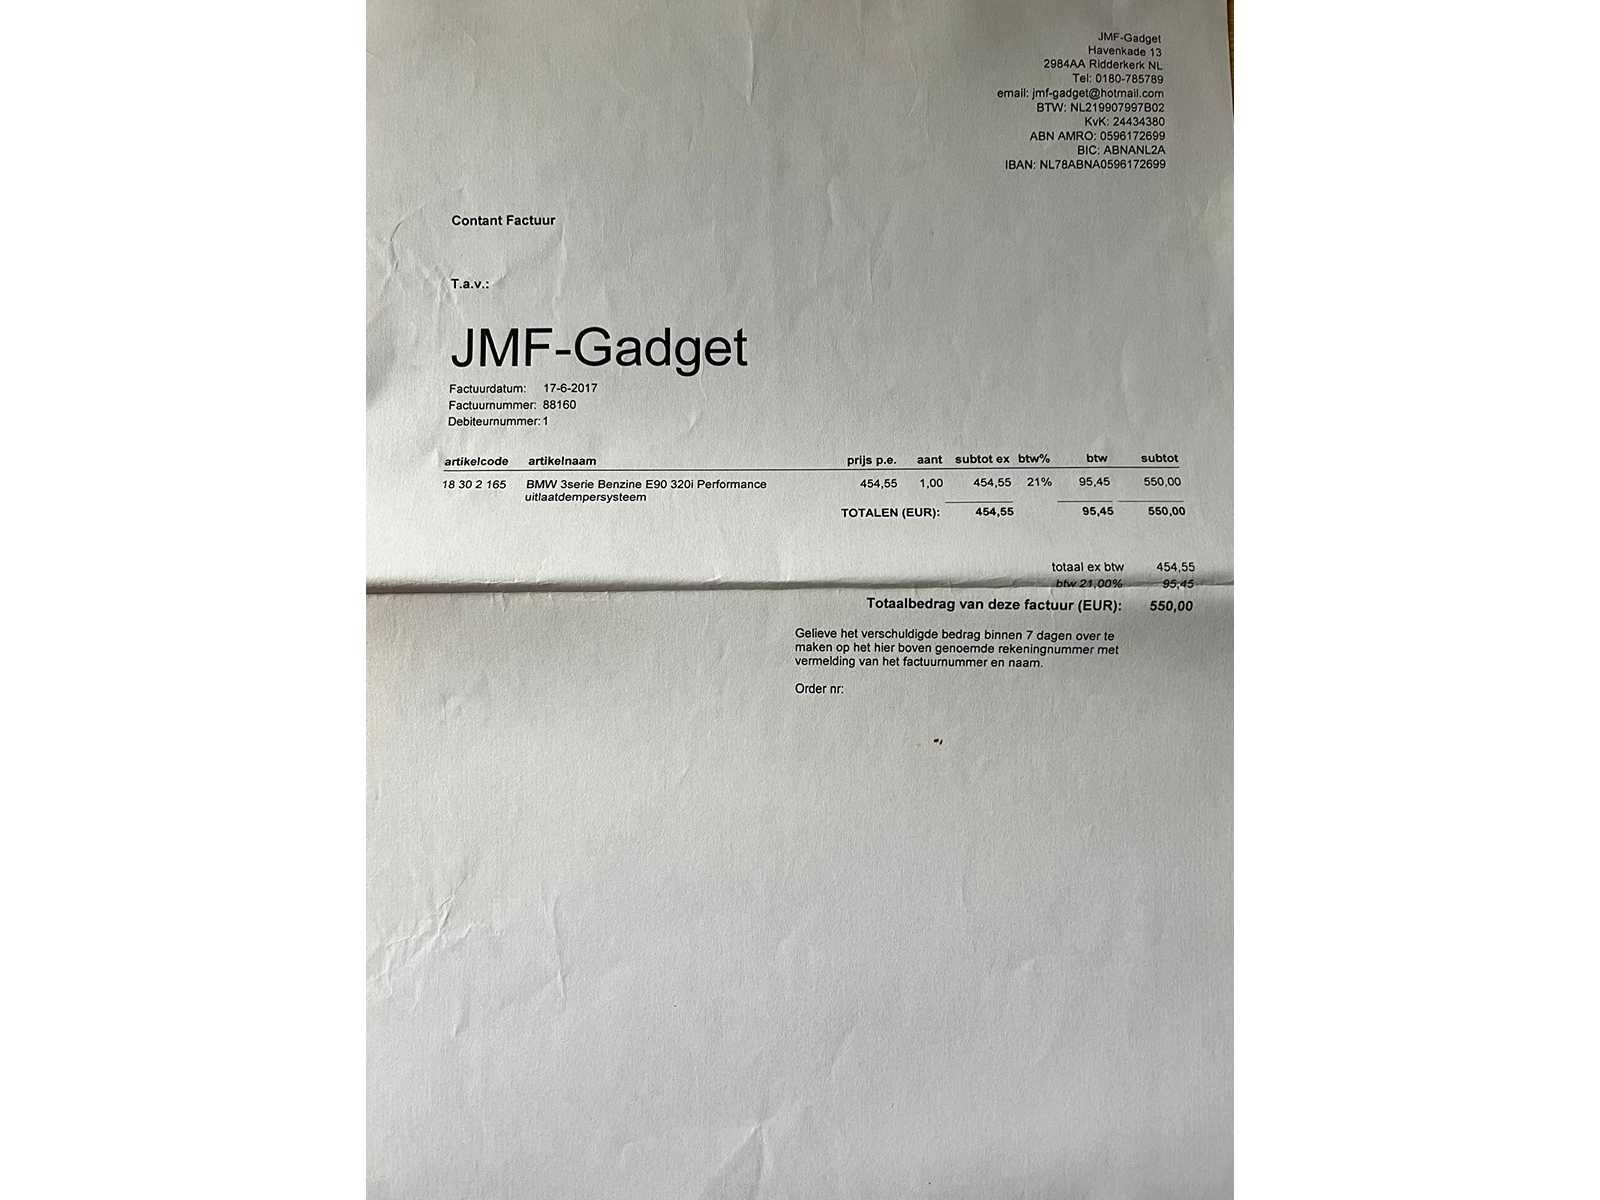 JMF-Gadget
Havenkade 13
2984AA Ridderkerk NL
Tel: 0180-785789
email: jmf-gadget@hotmail.com
BTW: NL219907997B02
KvK: 24434380
ABN AMRO: 0596172699
BIC: ABNANL2A
IBAN: NL78ABNA0596172699
Contant Factuur
T.a.v.:
JMF-Gadget
Factuurdatum: 17-6-2017
Factuurnummer: 88160
Debiteurnummer: 1
artikelcode artikelnaam prijs p.e. aant subtot ex btw% btw subtot
18 30 2 165 BMW 3serie Benzine E90 320i Performance 454,55 1,00 454,55 21% 95,45 550,00
uitlaatdempersysteem
TOTALEN (EUR): 454,55 95,45 550,00
totaal ex btw 454,55
btw 21,00% 95,45
Totaalbedrag van deze factuur (EUR): 550,00
Gelieve het verschuldigde bedrag binnen 7 dagen over te
maken op het hier boven genoemde rekeningnummer met
vermelding van het factuurnummer en naam.
Order nr: